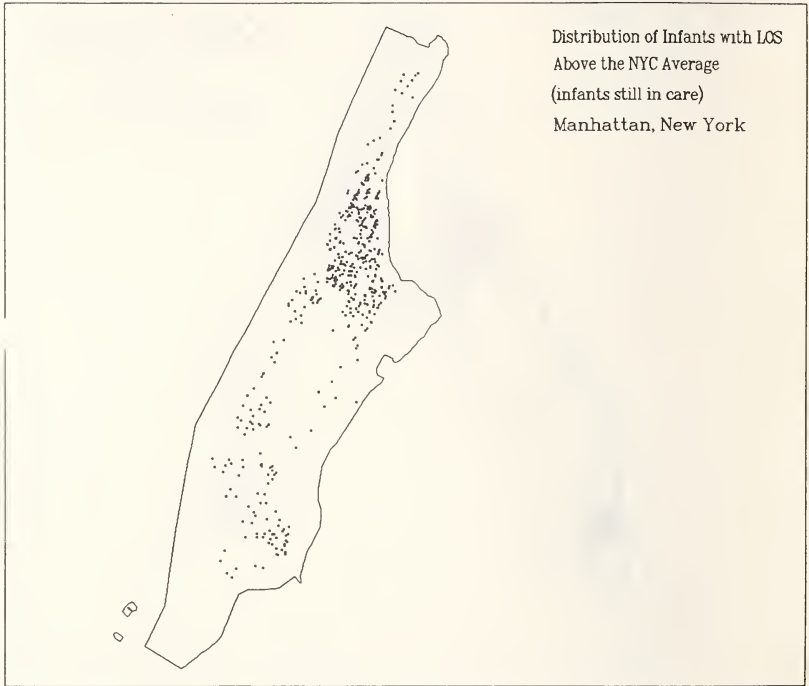 Distribution of Infants with LOS
Above the NYC Average
(infants still in care)
Manhattan, New York